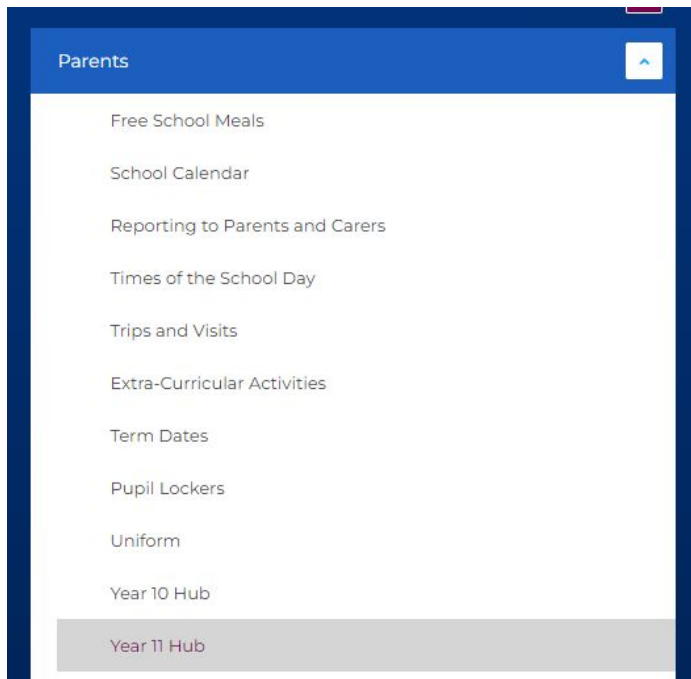 Parents
Free School Meals
School Calendar
Reporting to Parents and Carers
Times of the School Day
Trips and Visits
Extra-Curricular Activities
Term Dates
Pupil Lockers
Uniform
Year 10 Hub
Year 11 Hub